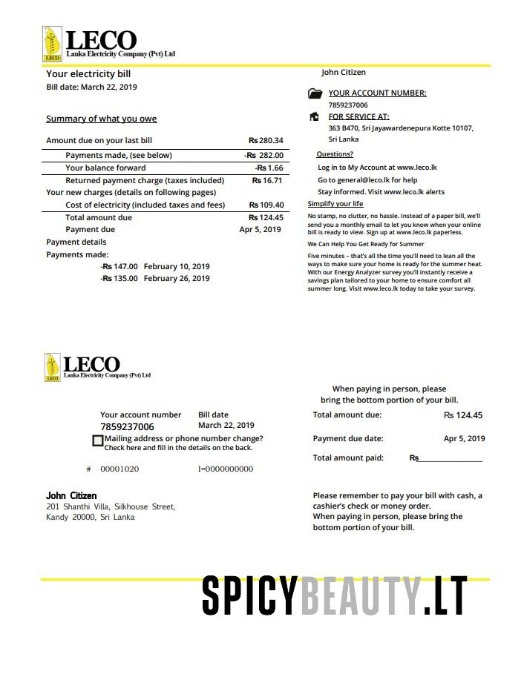 LECO
Lanka Electricity Company (Pvt) Ltd
Your electricity bill
Bill date: March 22, 2019
Summary of what you owe
Amount due on your last bill Rs 280.34
Payments made, (see below) -Rs 282.00
Your balance forward -Rs 1.66
Returned payment charge (taxes included) Rs 16.71
Your new charges (details on following pages)
Cost of electricity (included taxes and fees) Rs 109.40
Total amount due Rs 124.45
Payment due Apr 5, 2019
Payment details
Payments made:
-Rs 147.00 February 10, 2019
-Rs 135.00 February 26, 2019
John Citizen
YOUR ACCOUNT NUMBER:
7859237006
FOR SERVICE AT:
363 B470, Sri Jayawardenepura Kotte 10107,
Sri Lanka
Questions?
Log in to My Account at www.leco.lk
Go to general@leco.lk for help
Stay informed. Visit www.leco.lk alerts
Simplify your life
No stamp, no clutter, no hassle. Instead of a paper bill, we'll
send you a monthly email to let you know when your online
bill is ready to view. Sign up at www.leco.lk paperless.
We Can Help You Get Ready for Summer
Five minutes – that's all the time you'll need to lean all the
ways to make sure your home is ready for the summer heat.
With our Energy Analyzer survey you'll instantly receive a
savings plan tailored to your home to ensure comfort all
summer long. Visit www.leco.lk today to take your survey.
LECO
Lanka Electricity Company (Pvt) Ltd
Your account number Bill date
7859237006 March 22, 2019
Mailing address or phone number change?
Check here and fill in the details on the back.
# 00001020 I=0000000000
John Citizen
201 Shanthi Villa, Silkhouse Street,
Kandy 20000, Sri Lanka
When paying in person, please
bring the bottom portion of your bill.
Total amount due: Rs 124.45
Payment due date: Apr 5, 2019
Total amount paid: Rs
Please remember to pay your bill with cash, a
cashier's check or money order.
When paying in person, please bring the
bottom portion of your bill.
SPICYBEAUTY.LT